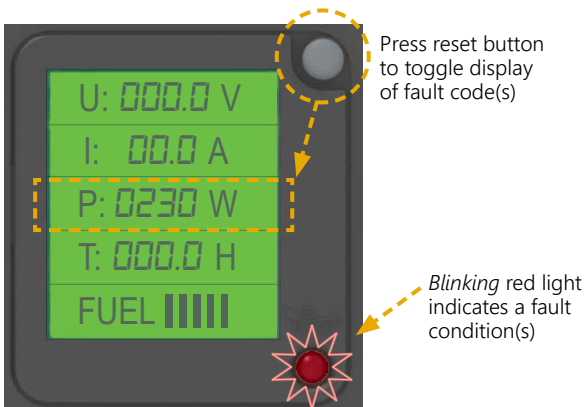 Press reset button
to toggle display
of fault code(s)
U: 000.0 V
I: 00.0 A
P: 0230 W
T: 000.0 H
FUEL
Blinking red light
indicates a fault
condition(s)